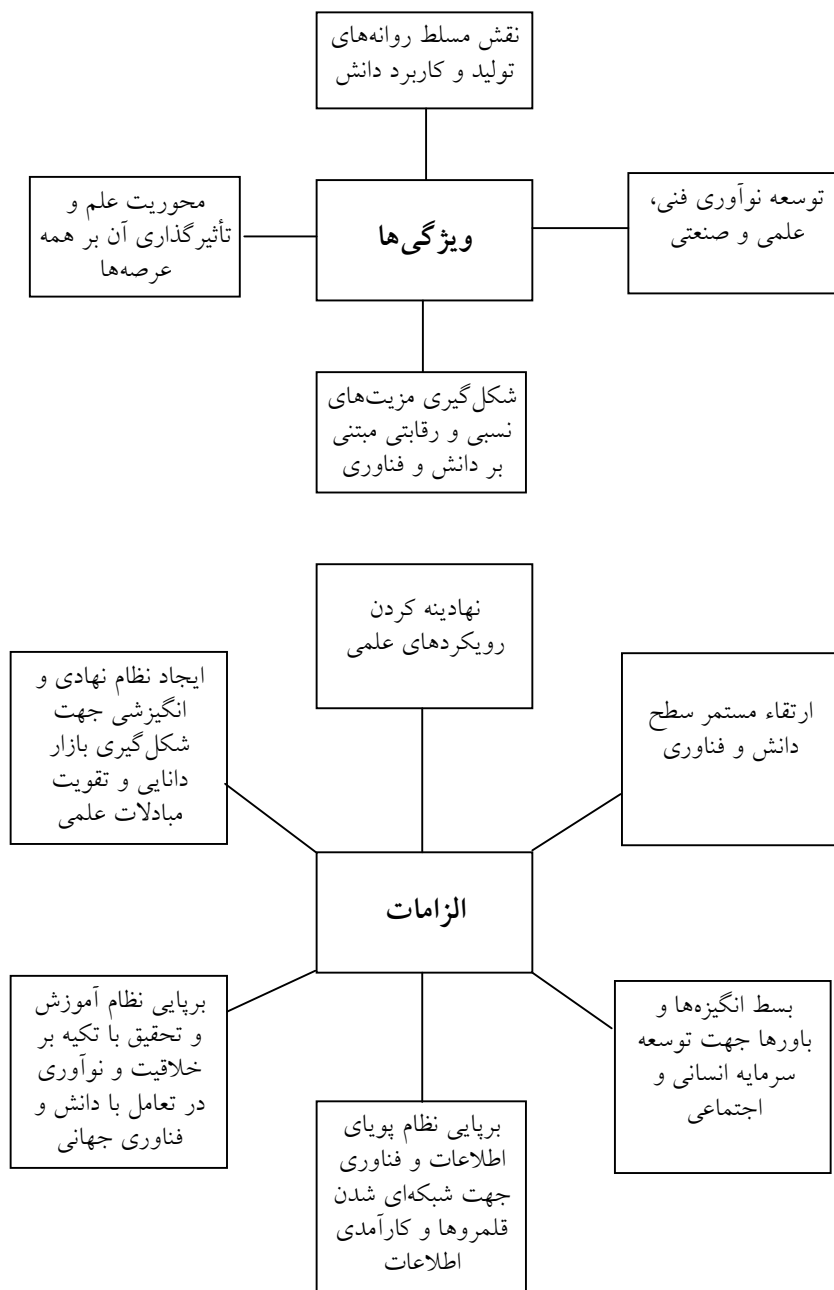 نقش مسلط روانه‌های
تولید و کاربرد دانش
توسعه نوآوری فنی،
علمی و صنعتی
ویژگی‌ها
محوریت علم و
تأثیرگذاری آن بر همه
عرصه‌ها
شکل‌گیری مزیت‌های
نسبی و رقابتی مبتنی
بر دانش و فناوری
نهادینه کردن
رویکردهای علمی
ارتقاء مستمر سطح
دانش و فناوری
ایجاد نظام نهادی و
انگیزشی جهت
شکل‌گیری بازار
دانایی و تقویت
مبادلات علمی
الزامات
بسط انگیزه‌ها و
باورها جهت توسعه
سرمایه انسانی و
اجتماعی
برپایی نظام آموزش
و تحقیق با تکیه بر
خلاقیت و نوآوری
در تعامل با دانش و
فناوری جهانی
برپایی نظام پویای
اطلاعات و فناوری
جهت شبکه‌ای شدن
قلمروها و کارآمدی
اطلاعات